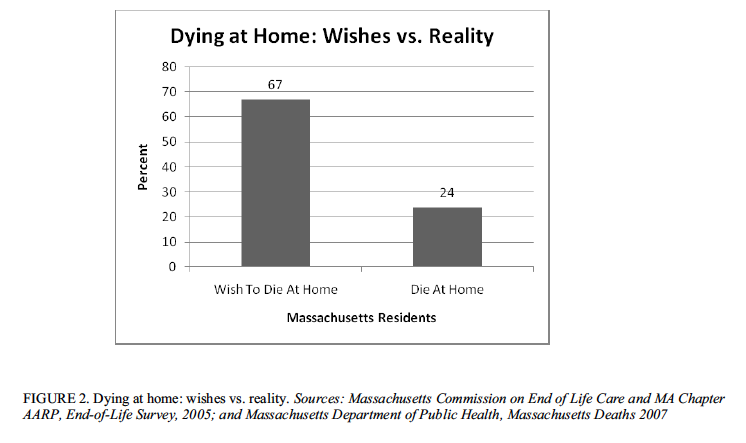 Dying at Home: Wishes vs. Reality
80
70
60
50
40
30
20
10
0
Percent
67
24
Wish To Die At Home
Die At Home
Massachusetts Residents
FIGURE 2. Dying at home: wishes vs. reality. Sources: Massachusetts Commission on End of Life Care and MA Chapter
AARP, End-of-Life Survey, 2005; and Massachusetts Department of Public Health, Massachusetts Deaths 2007